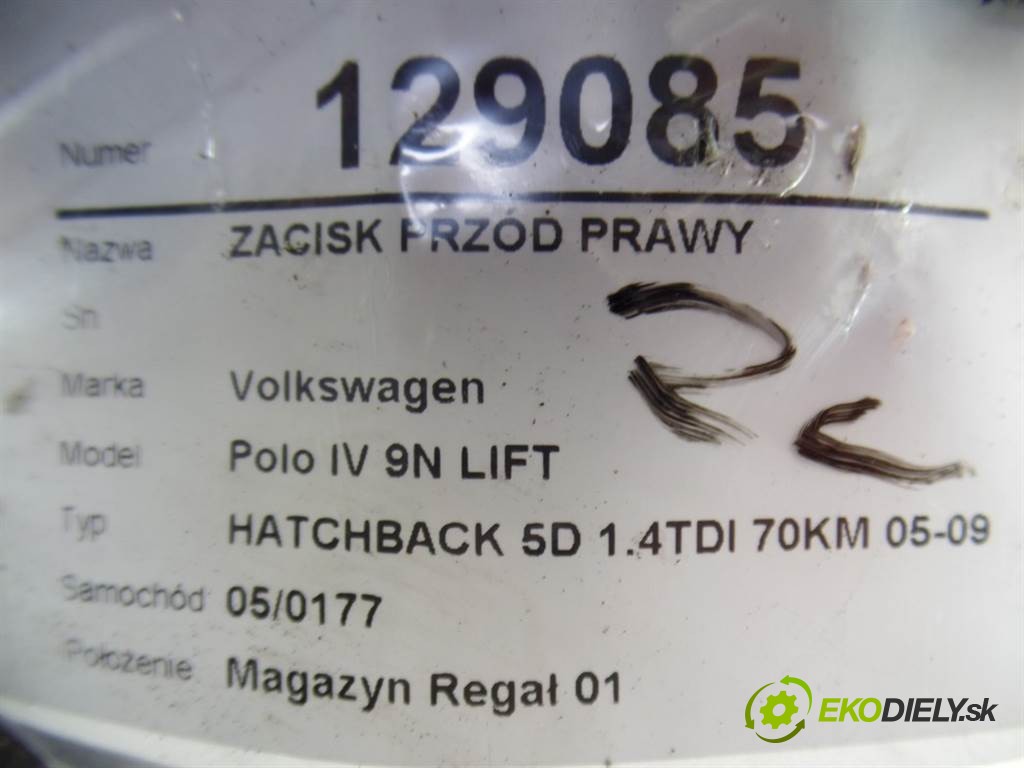 Numer 129085
Nazwa ZACISK PRZÓD PRAWY
Sn
Marka Volkswagen
Model Polo IV 9N LIFT
Typ HATCHBACK 5D 1.4TDI 70KM 05-09
Samochód 05/0177
Położenie Magazyn Regał 01
EKODIELY.sk